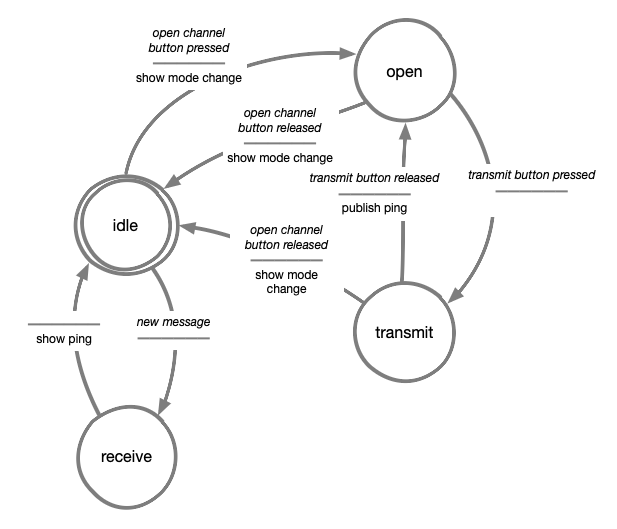 open channel
button pressed
show mode change
open
open channel
button released
show mode change
transmit button released
publish ping
transmit button pressed
idle
open channel
button released
show mode
change
new message
show ping
transmit
receive